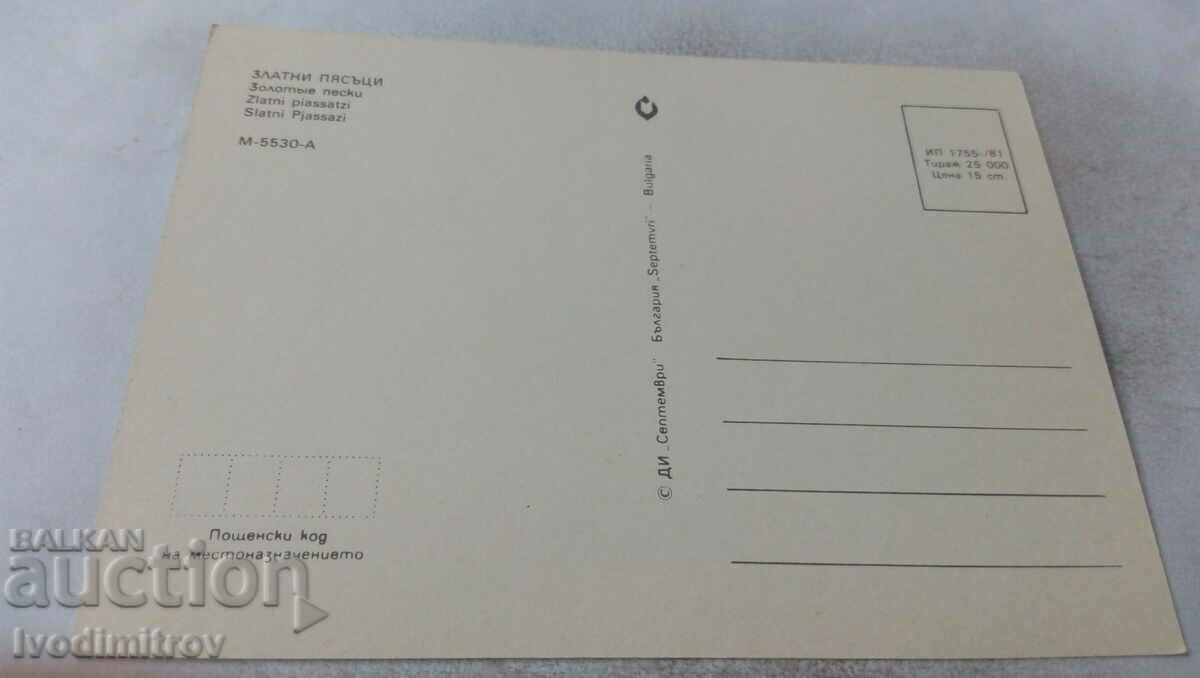 ЗЛАТНИ ПЯСЪЦИ
Золотые пески
Zlatni piassatzi
Slatni Pjassazi
М-5530-А
ИП 1755-/81
Тираж 25 000
Цена 15 ст.
© ДИ „Септември" България „Septemvri" – Bulgaria
Пощенски код
на местоназначението
BALKAN
auction
Ivodimitrov